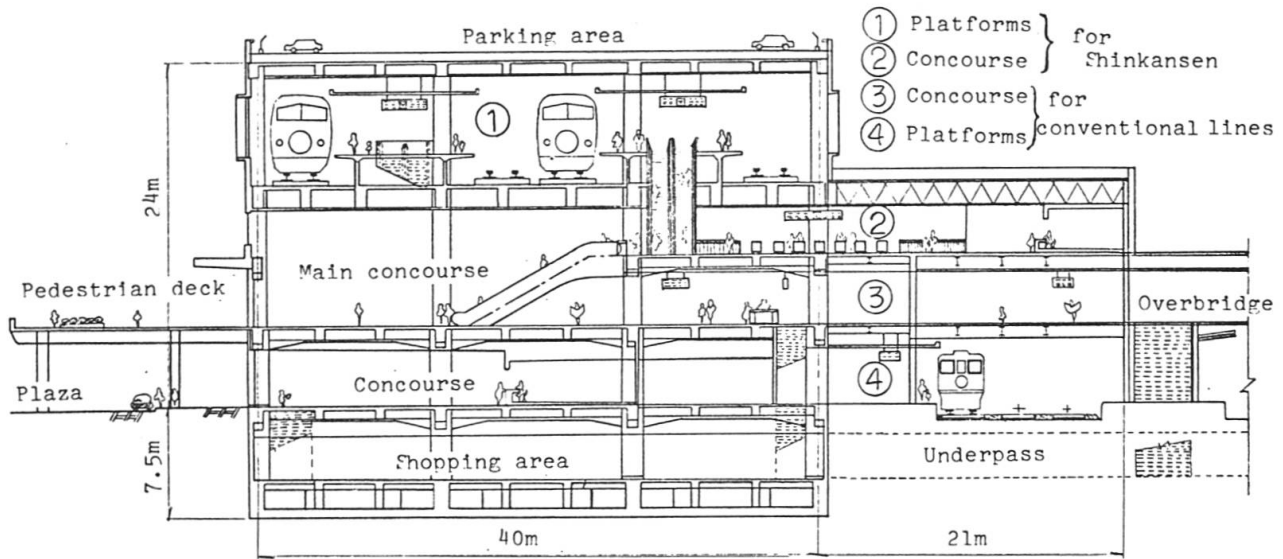 Parking area
① Platforms
② Concourse
for
Shinkansen
③ Concourse
④ Platforms
for
conventional lines
①
24m
②
Main concourse
Pedestrian deck
③
Overbridge
Plaza
Concourse
④
7.5m
Shopping area
Underpass
40m
21m